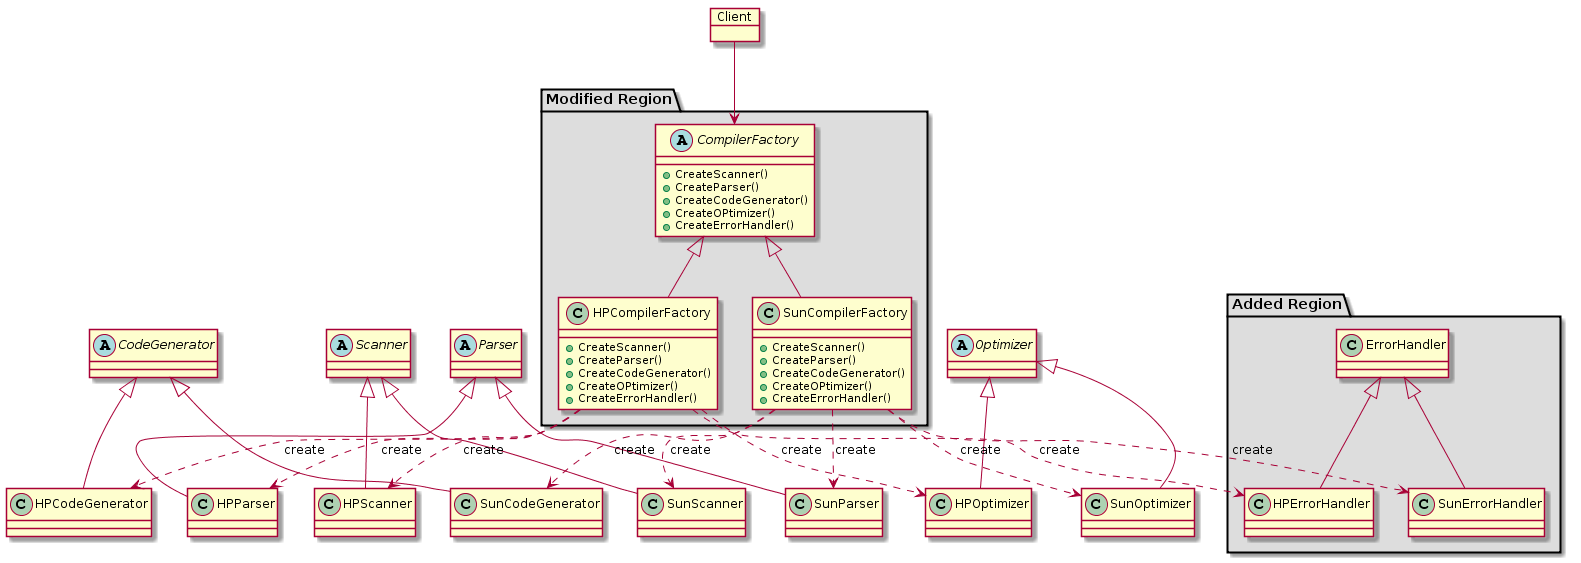 Client
Modified Region
A CompilerFactory
CreateScanner()
CreateParser()
CreateCodeGenerator()
CreateOPtimizer()
CreateErrorHandler()
Added Region
C HPCompilerFactory
CreateScanner()
CreateParser()
CreateCodeGenerator()
CreateOPtimizer()
CreateErrorHandler()
C SunCompilerFactory
CreateScanner()
CreateParser()
CreateCodeGenerator()
CreateOPtimizer()
CreateErrorHandler()
A CodeGenerator
A Scanner
A Parser
A Optimizer
C ErrorHandler
create
create
create
create
create
create
create
create
create
create
C HPCodeGenerator
C HPParser
C HPScanner
C SunCodeGenerator
C SunScanner
C SunParser
C HPOptimizer
C SunOptimizer
C HPErrorHandler
C SunErrorHandler